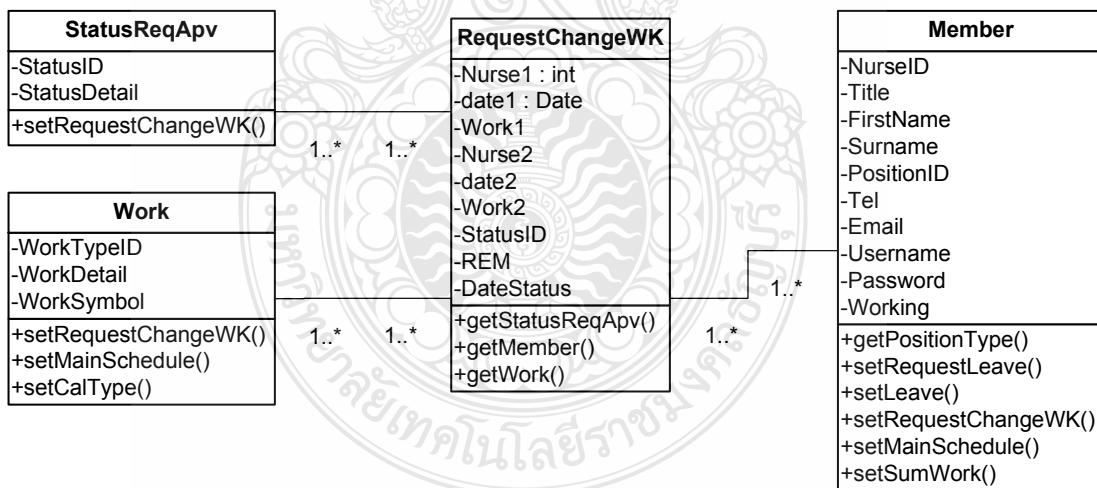 StatusReqApv
-StatusID
-StatusDetail
+setRequestChangeWK()
1..*
1..*
Work
-WorkTypeID
-WorkDetail
-WorkSymbol
+setRequestChangeWK()
+setMainSchedule()
+setCalType()
1..*
1..*
RequestChangeWK
-Nurse1 : int
-date1 : Date
-Work1
-Nurse2
-date2
-Work2
-StatusID
-REM
-DateStatus
+getStatusReqApv()
+getMember()
+getWork()
1..*
1..*
Member
-NurseID
-Title
-FirstName
-Surname
-PositionID
-Tel
-Email
-Username
-Password
-Working
+getPositionType()
+setRequestLeave()
+setLeave()
+setRequestChangeWK()
+setMainSchedule()
+setSumWork()